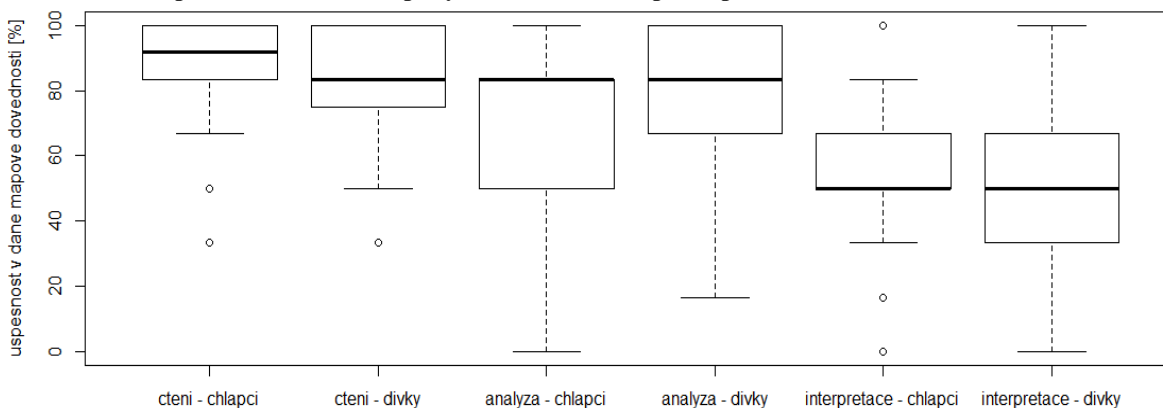 uspesnost v dane mapove dovednosti [%]
100
80
60
40
20
0
cteni - chlapci
cteni - divky
analyza - chlapci
analyza - divky
interpretace - chlapci
interpretace - divky